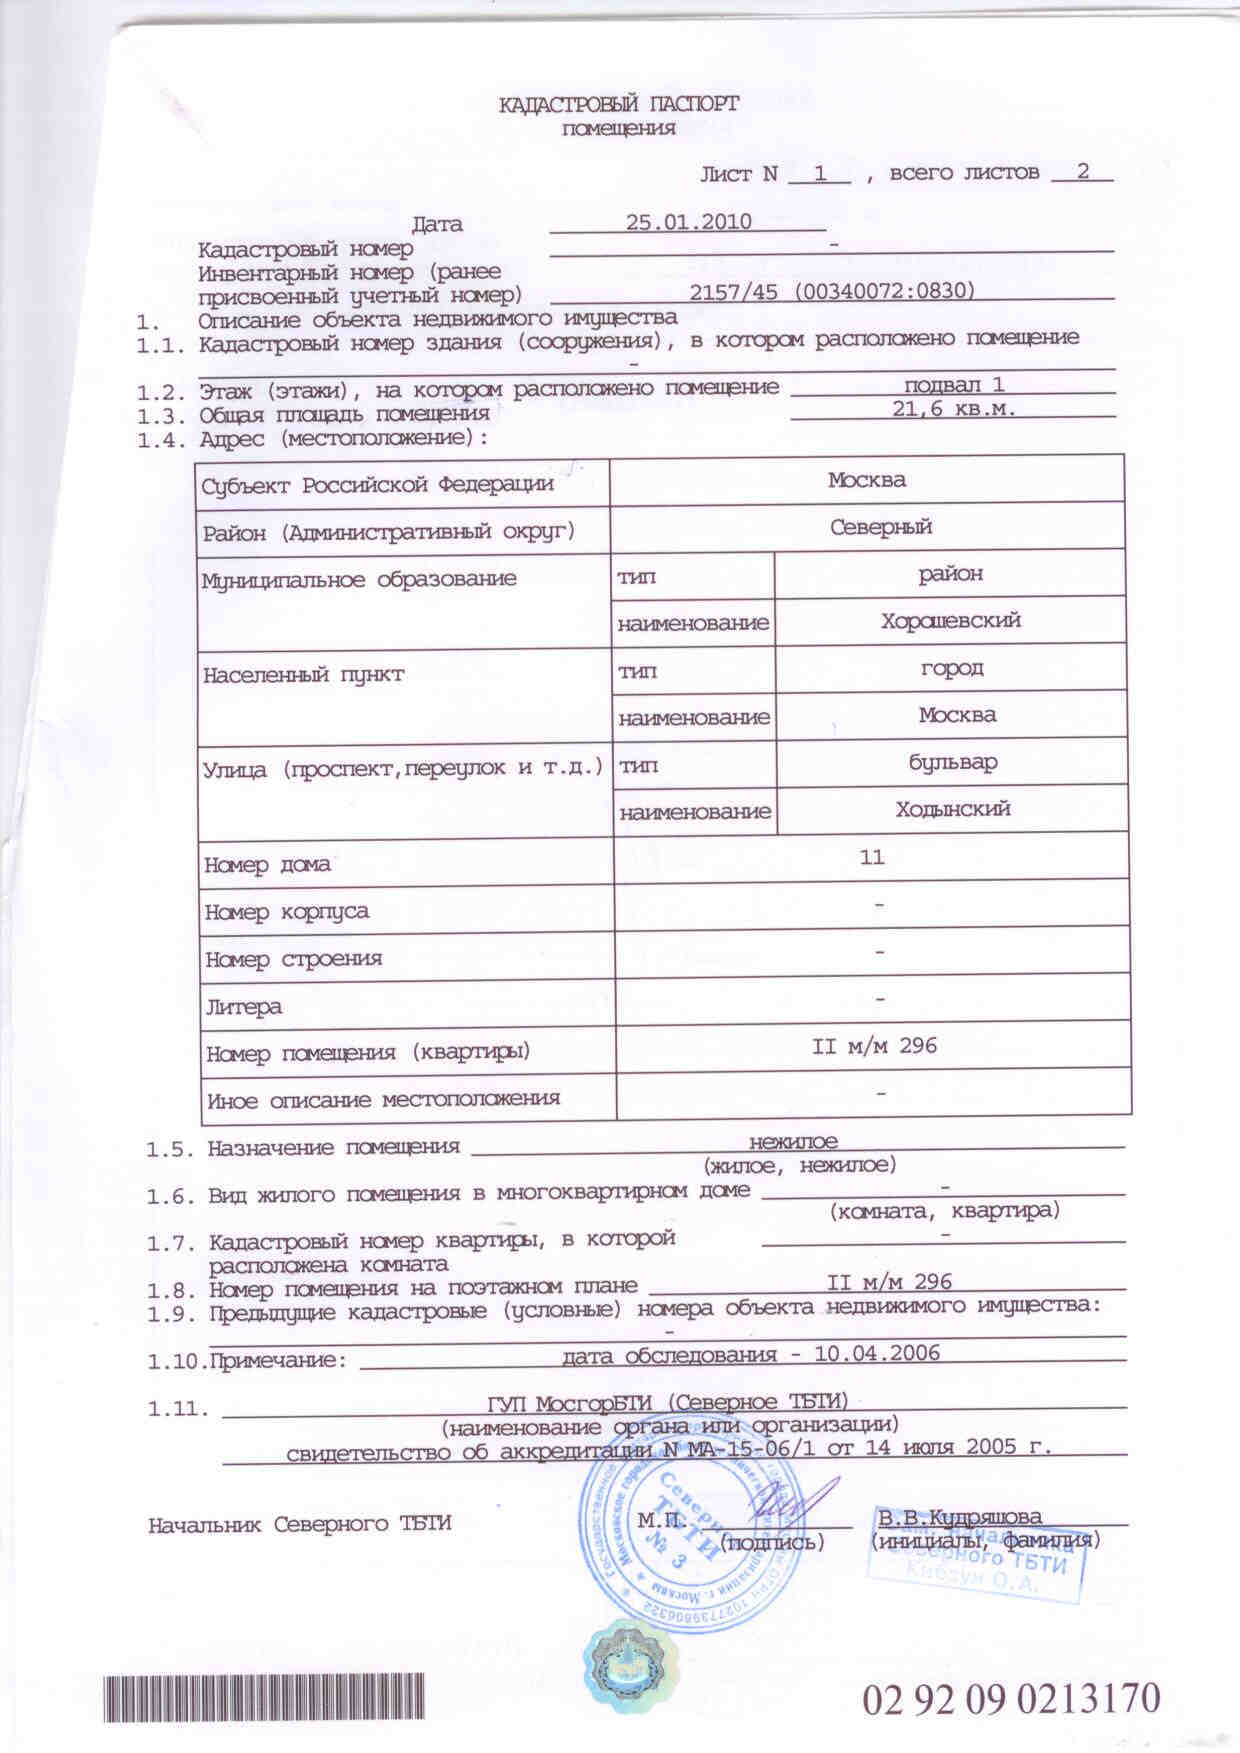 КАДАСТРОВЫЙ ПАСПОРТ
помещения
Лист N 1 , всего листов 2
Дата 25.01.2010
Кадастровый номер -
Инвентарный номер (ранее
присвоенный учетный номер) 2157/45 (00340072:0830)
1. Описание объекта недвижимого имущества
1.1. Кадастровый номер здания (сооружения), в котором расположено помещение
-
1.2. Этаж (этажи), на котором расположено помещение подвал 1
1.3. Общая площадь помещения 21,6 кв.м.
1.4. Адрес (местоположение):
Субъект Российской Федерации Москва
Район (Административный округ) Северный
Муниципальное образование тип район
наименование Хорошевский
Населенный пункт тип город
наименование Москва
Улица (проспект,переулок и т.д.) тип бульвар
наименование Ходынский
Номер дома 11
Номер корпуса -
Номер строения -
Литера -
Номер помещения (квартиры) II м/м 296
Иное описание местоположения -
1.5. Назначение помещения нежилое
(жилое, нежилое)
1.6. Вид жилого помещения в многоквартирном доме -
(комната, квартира)
1.7. Кадастровый номер квартиры, в которой -
расположена комната
1.8. Номер помещения на поэтажном плане II м/м 296
1.9. Предыдущие кадастровые (условные) номера объекта недвижимого имущества:
-
1.10.Примечание: дата обследования - 10.04.2006
1.11. ГУП МосгорБТИ (Северное ТБТИ)
(наименование органа или организации)
свидетельство об аккредитации N МА-15-06/1 от 14 июля 2005 г.
Начальник Северного ТБТИ М.П. В.В.Кудряшова
(подпись) (инициалы, фамилия)
Северное
ТБТИ
№ 3
Зам. начальника
Северного ТБТИ
Кибзун О.А.
02 92 09 0213170